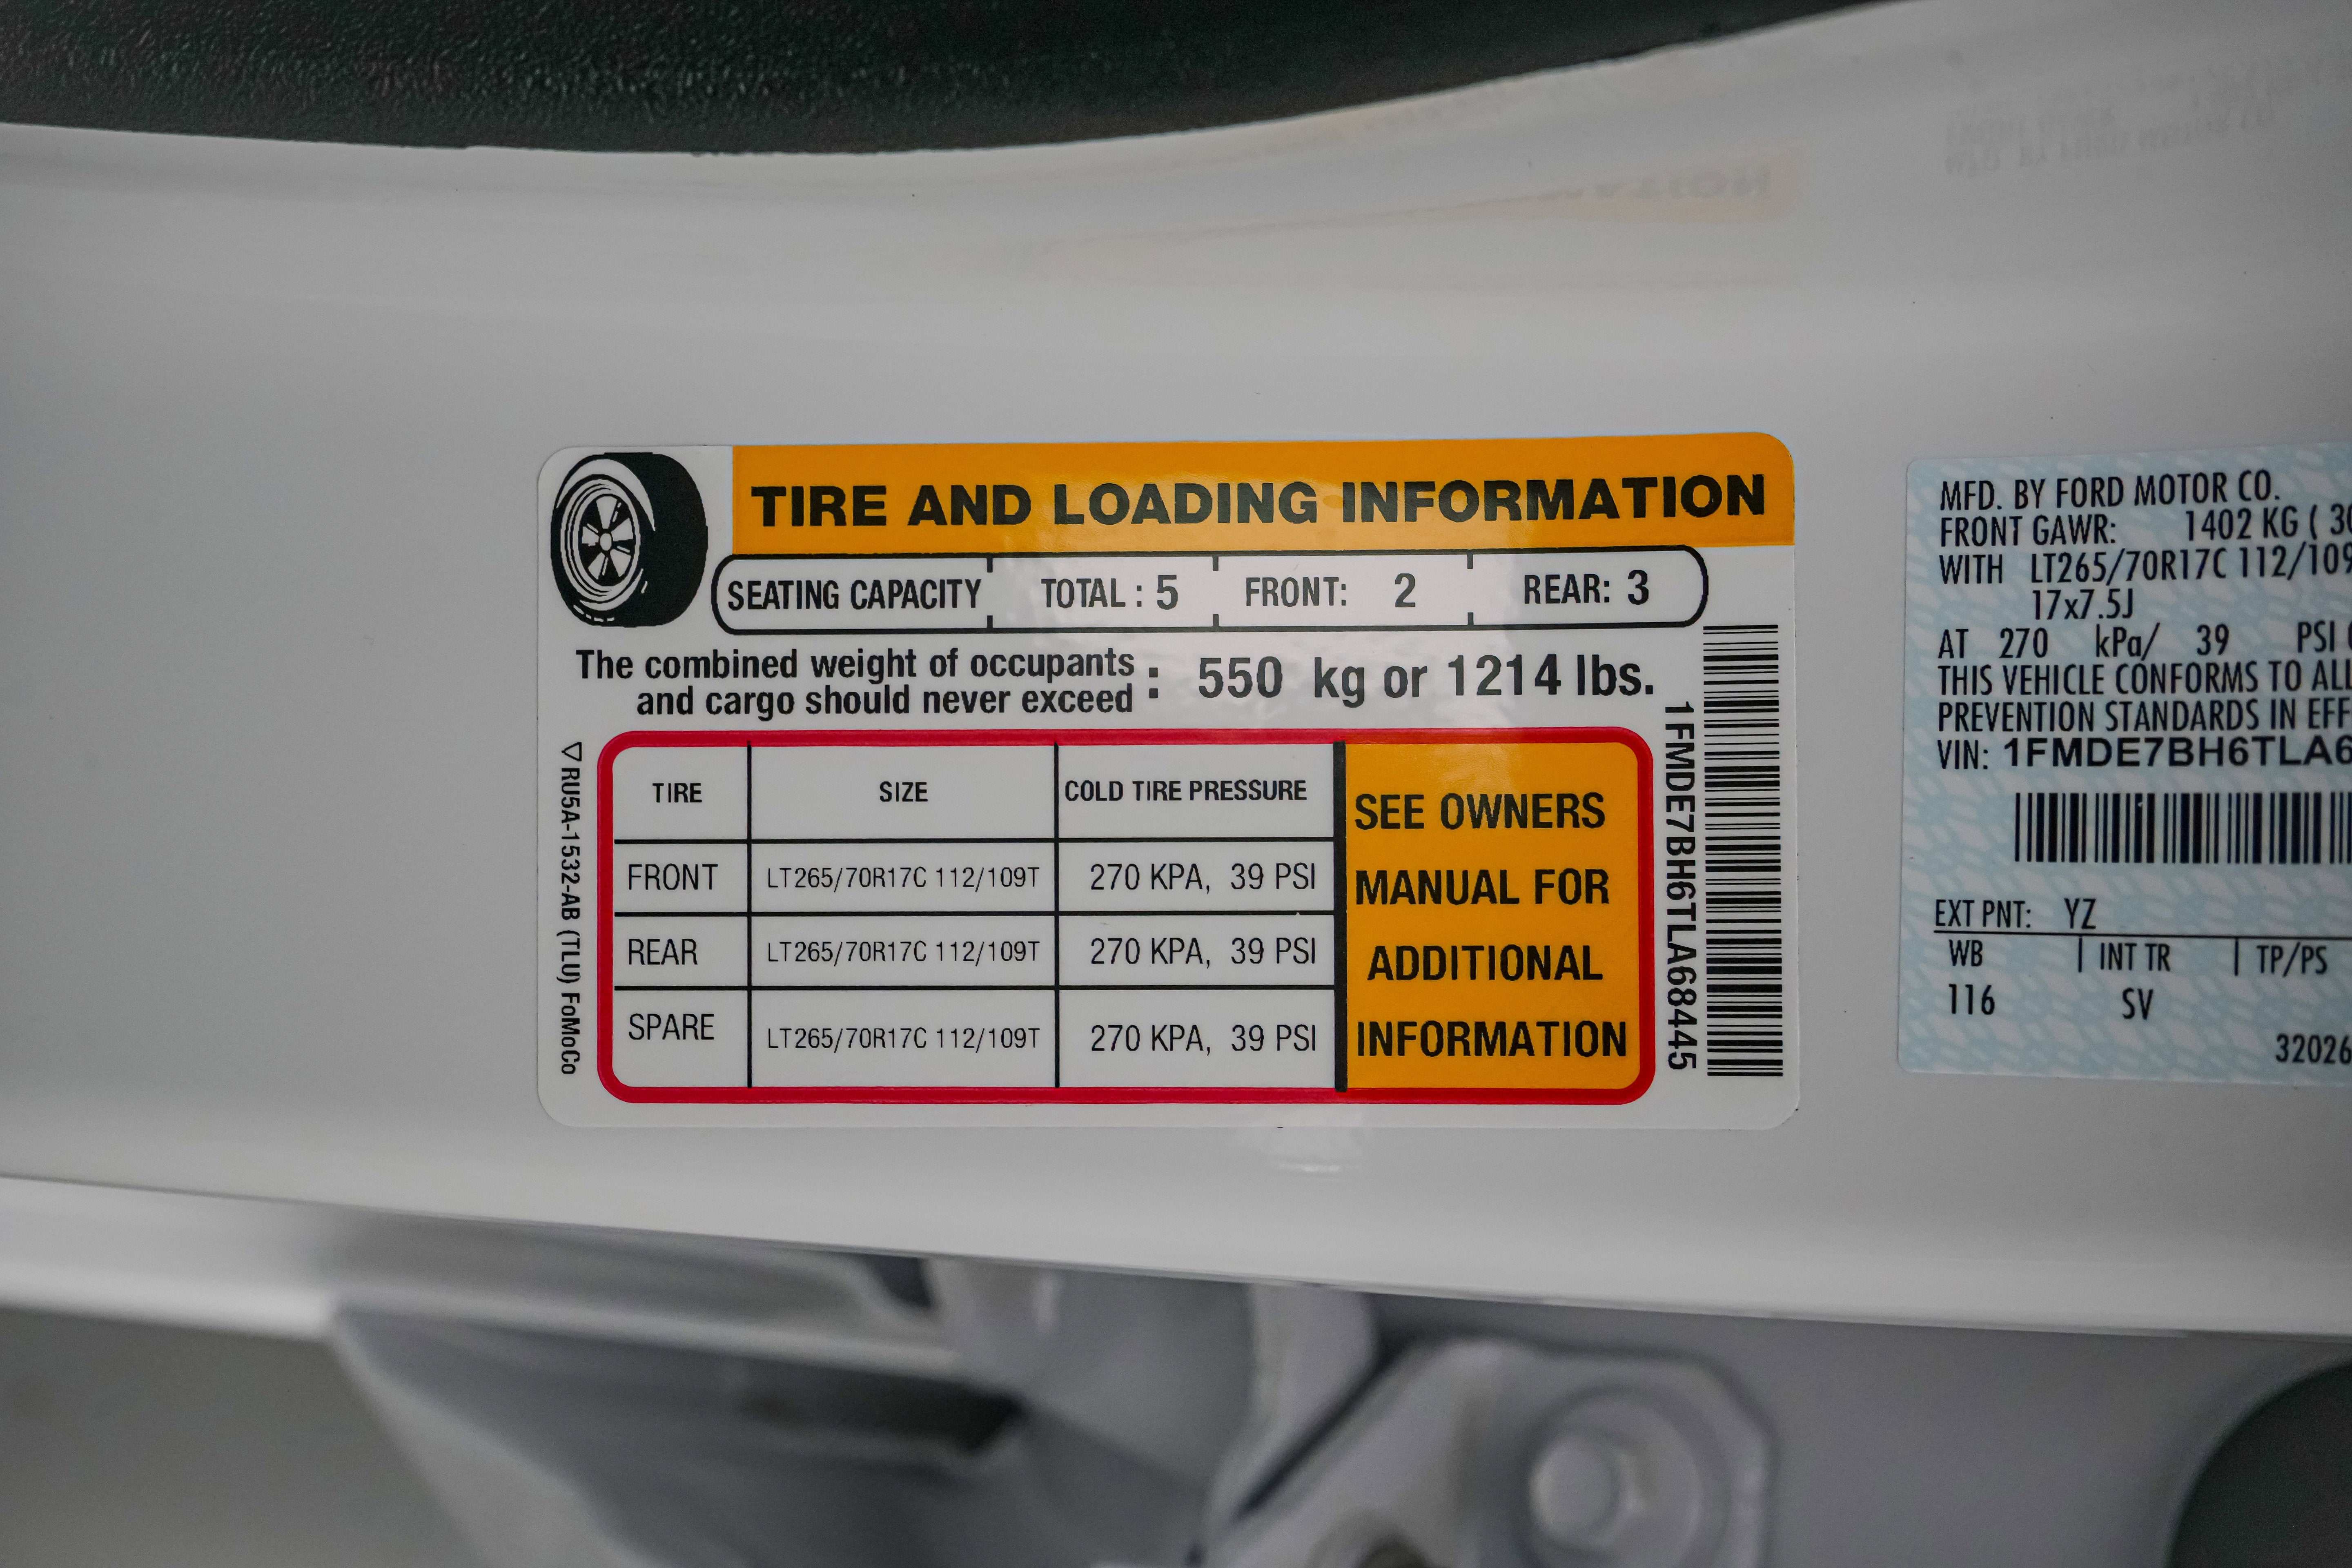 TIRE AND LOADING INFORMATION
SEATING CAPACITY TOTAL : 5 FRONT: 2 REAR: 3
The combined weight of occupants
and cargo should never exceed : 550 kg or 1214 lbs.
TIRE SIZE COLD TIRE PRESSURE
FRONT LT265/70R17C 112/109T 270 KPA, 39 PSI
REAR LT265/70R17C 112/109T 270 KPA, 39 PSI
SPARE LT265/70R17C 112/109T 270 KPA, 39 PSI
SEE OWNERS
MANUAL FOR
ADDITIONAL
INFORMATION
RU5A-1532-AB (TLU) FoMoCo
1FMDE7BH6TLA68445
MFD. BY FORD MOTOR CO.
FRONT GAWR: 1402 KG ( 30
WITH LT265/70R17C 112/109
17x7.5J
AT 270 kPa/ 39 PSI
THIS VEHICLE CONFORMS TO ALL
PREVENTION STANDARDS IN EFF
VIN: 1FMDE7BH6TLA6
EXT PNT: YZ
WB | INT TR | TP/PS
116 SV
32026